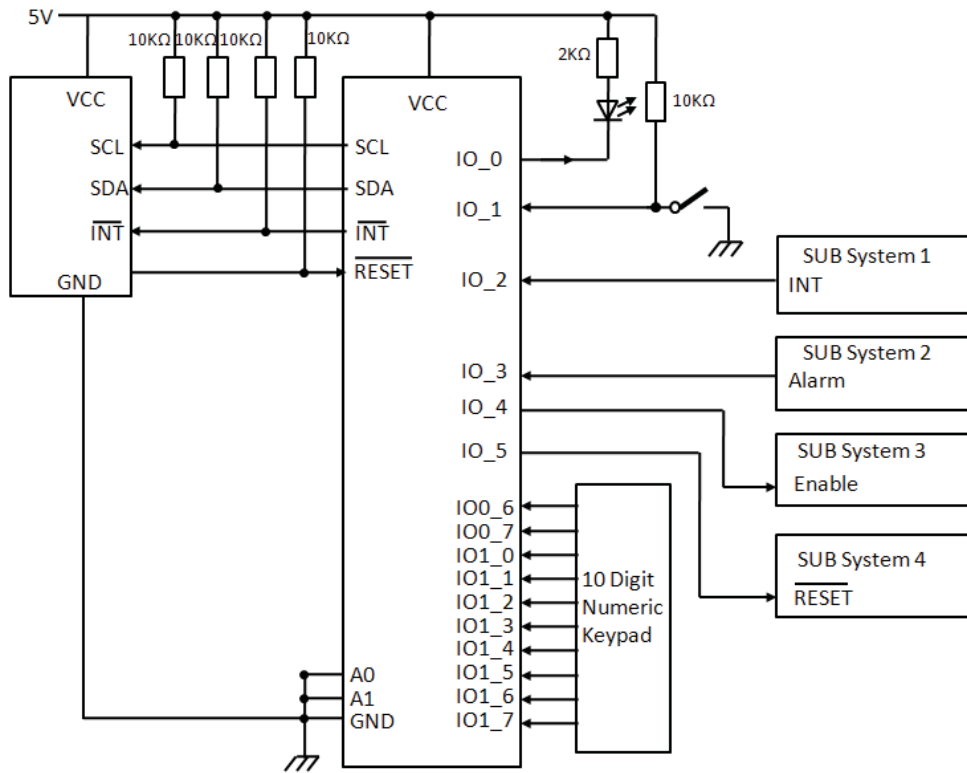 5V
10KΩ 10KΩ 10KΩ 10KΩ
2KΩ
10KΩ
VCC
SCL
SDA
INT
GND
VCC
SCL
SDA
INT
RESET
A0
A1
GND
IO_0
IO_1
IO_2
IO_3
IO_4
IO_5
IO0_6
IO0_7
IO1_0
IO1_1
IO1_2
IO1_3
IO1_4
IO1_5
IO1_6
IO1_7
10 Digit
Numeric
Keypad
SUB System 1
INT
SUB System 2
Alarm
SUB System 3
Enable
SUB System 4
RESET